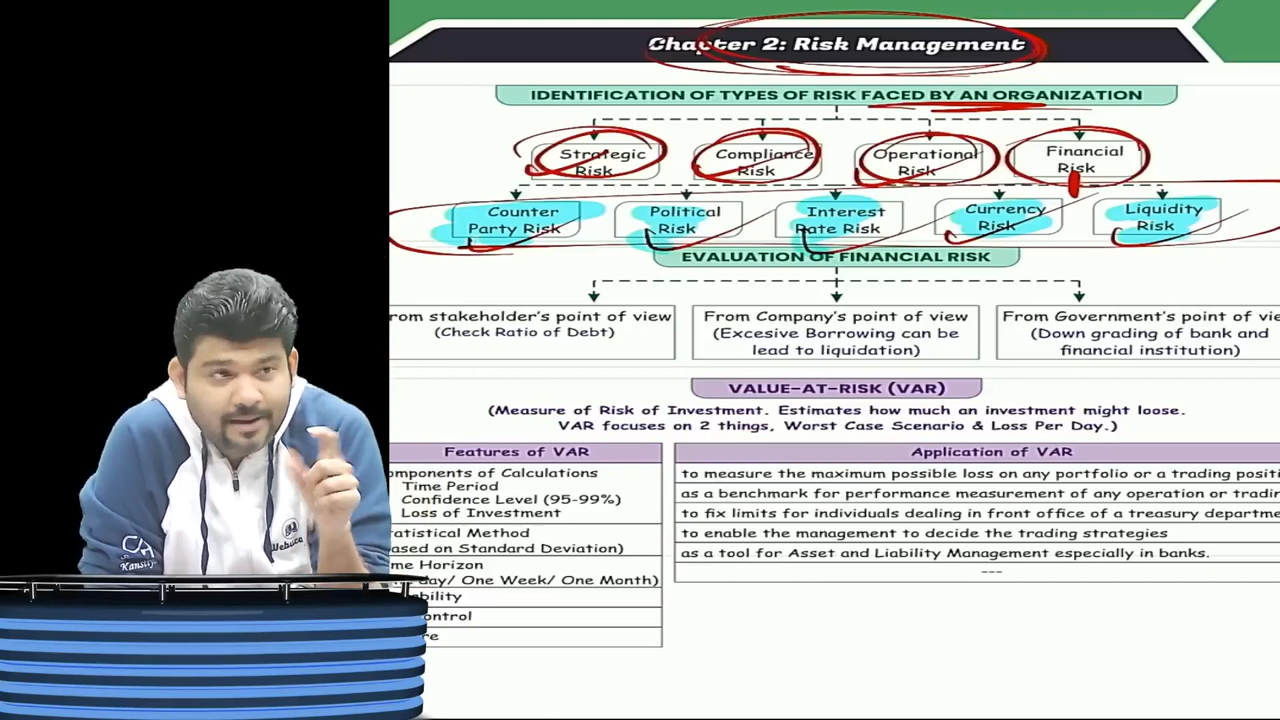 Chapter 2: Risk Management
IDENTIFICATION OF TYPES OF RISK FACED BY AN ORGANIZATION
Strategic
Risk
Compliance
Risk
Operational
Risk
Financial
Risk
Counter
Party Risk
Political
Risk
Interest
Rate Risk
Currency
Risk
Liquidity
Risk
EVALUATION OF FINANCIAL RISK
rom stakeholder's point of view
(Check Ratio of Debt)
From Company's point of view
(Excesive Borrowing can be
lead to liquidation)
From Government's point of vie
(Down grading of bank and
financial institution)
VALUE-AT-RISK (VAR)
(Measure of Risk of Investment. Estimates how much an investment might loose.
VAR focuses on 2 things, Worst Case Scenario & Loss Per Day.)
Features of VAR
omponents of Calculations
Time Period
Confidence Level (95-99%)
Loss of Investment
tatistical Method
ased on Standard Deviation)
me Horizon
day/ One Week/ One Month)
bility
ontrol
re
Application of VAR
to measure the maximum possible loss on any portfolio or a trading positi
as a benchmark for performance measurement of any operation or tradin
to fix limits for individuals dealing in front office of a treasury departme
to enable the management to decide the trading strategies
as a tool for Asset and Liability Management especially in banks.
---
CA
Webuca